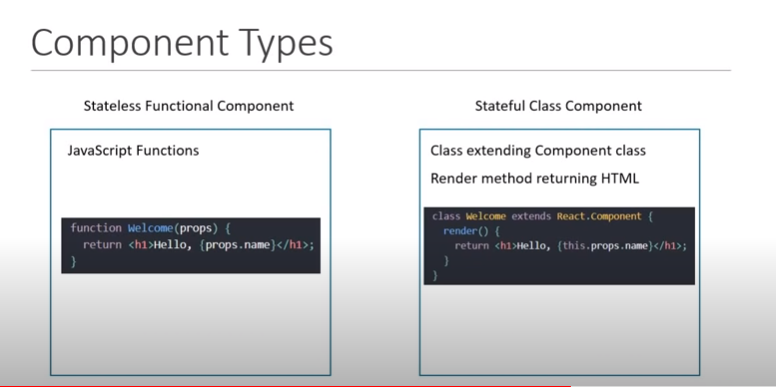 Component Types
Stateless Functional Component
JavaScript Functions
function Welcome(props) {
  return <h1>Hello, {props.name}</h1>;
}
Stateful Class Component
Class extending Component class
Render method returning HTML
class Welcome extends React.Component {
  render() {
    return <h1>Hello, {this.props.name}</h1>;
  }
}